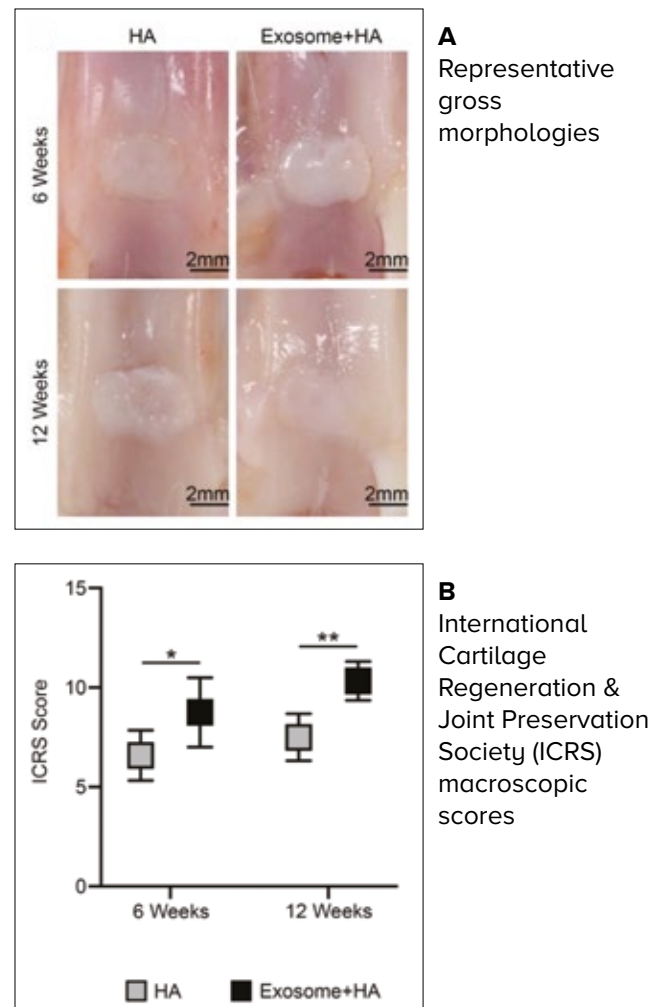 HA Exosome+HA
6 Weeks
2mm 2mm
12 Weeks
2mm 2mm
A
Representative
gross
morphologies
15
10
5
0
ICRS Score
* **
6 Weeks 12 Weeks
HA Exosome+HA
B
International
Cartilage
Regeneration &
Joint Preservation
Society (ICRS)
macroscopic
scores